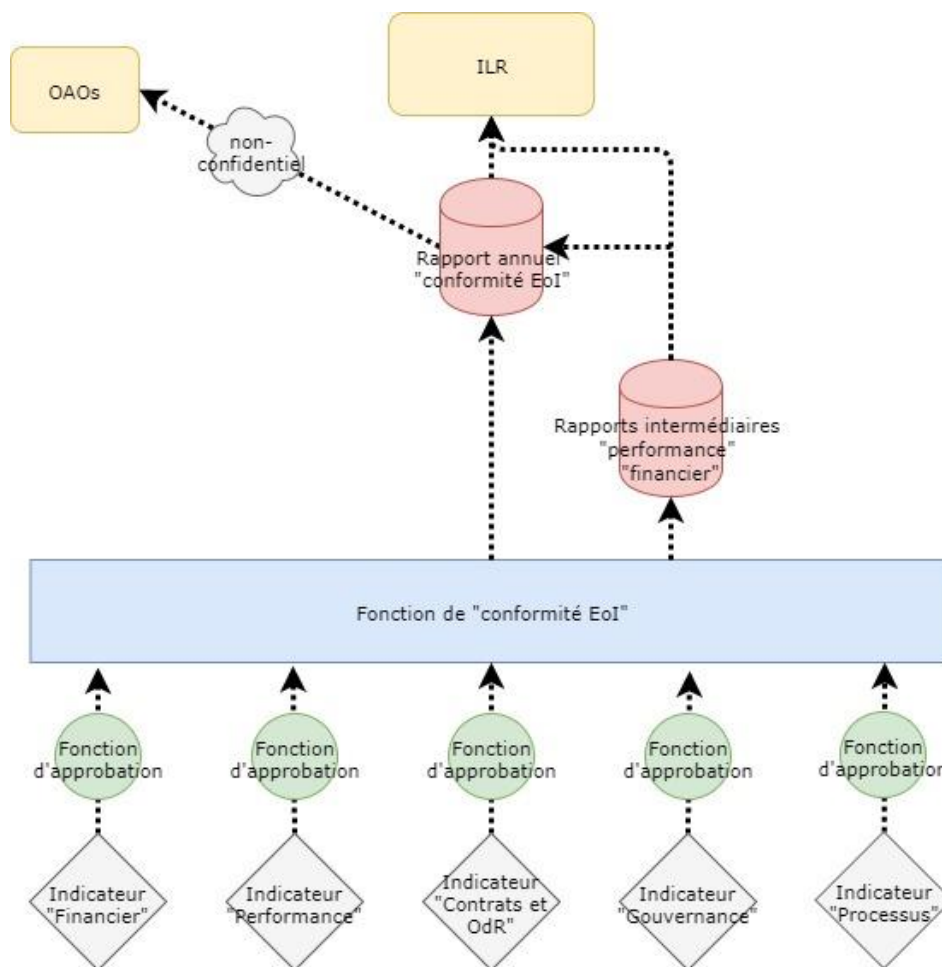 ILR
OAOs
non-
confidentiel
Rapport annuel
"conformité EoI"
Rapports intermédiaires
"performance"
"financier"
Fonction de "conformité EoI"
Fonction
d'approbation
Fonction
d'approbation
Fonction
d'approbation
Fonction
d'approbation
Fonction
d'approbation
Indicateur
"Financier"
Indicateur
"Performance"
Indicateur
"Contrats et
OdR"
Indicateur
"Gouvernance"
Indicateur
"Processus"